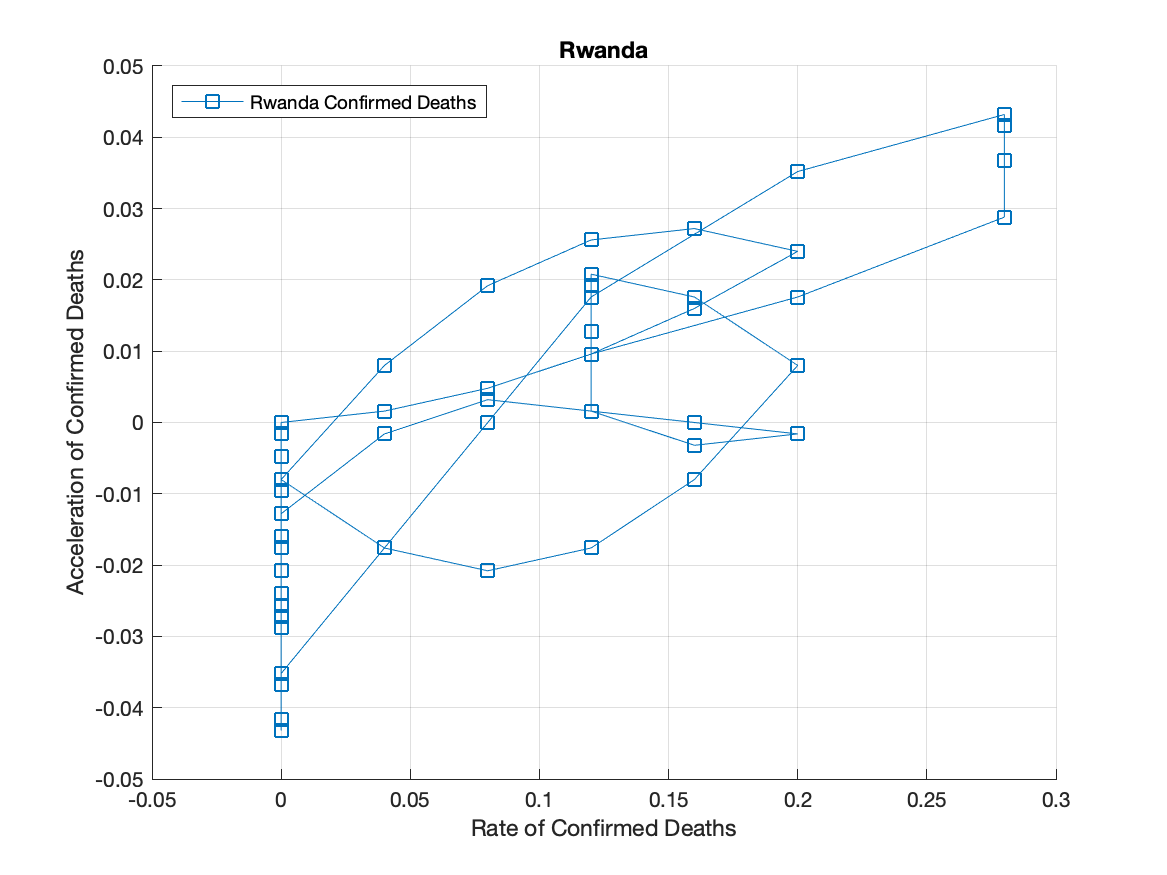 Rwanda
Rwanda Confirmed Deaths
0.05
0.04
0.03
0.02
0.01
0
-0.01
-0.02
-0.03
-0.04
-0.05
Acceleration of Confirmed Deaths
-0.05 0 0.05 0.1 0.15 0.2 0.25 0.3
Rate of Confirmed Deaths